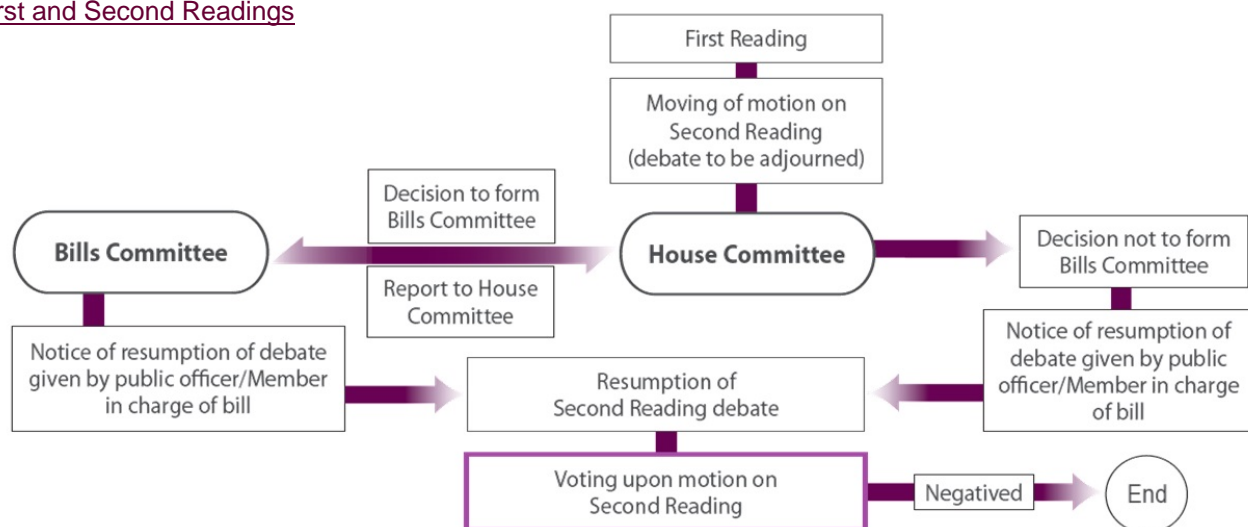 rst and Second Readings
First Reading
Moving of motion on
Second Reading
(debate to be adjourned)
Decision to form
Bills Committee
Bills Committee
House Committee
Decision not to form
Bills Committee
Report to House
Committee
Notice of resumption of debate
given by public officer/Member
in charge of bill
Resumption of
Second Reading debate
Notice of resumption of
debate given by public
officer/Member in charge
of bill
Voting upon motion on
Second Reading
Negatived
End